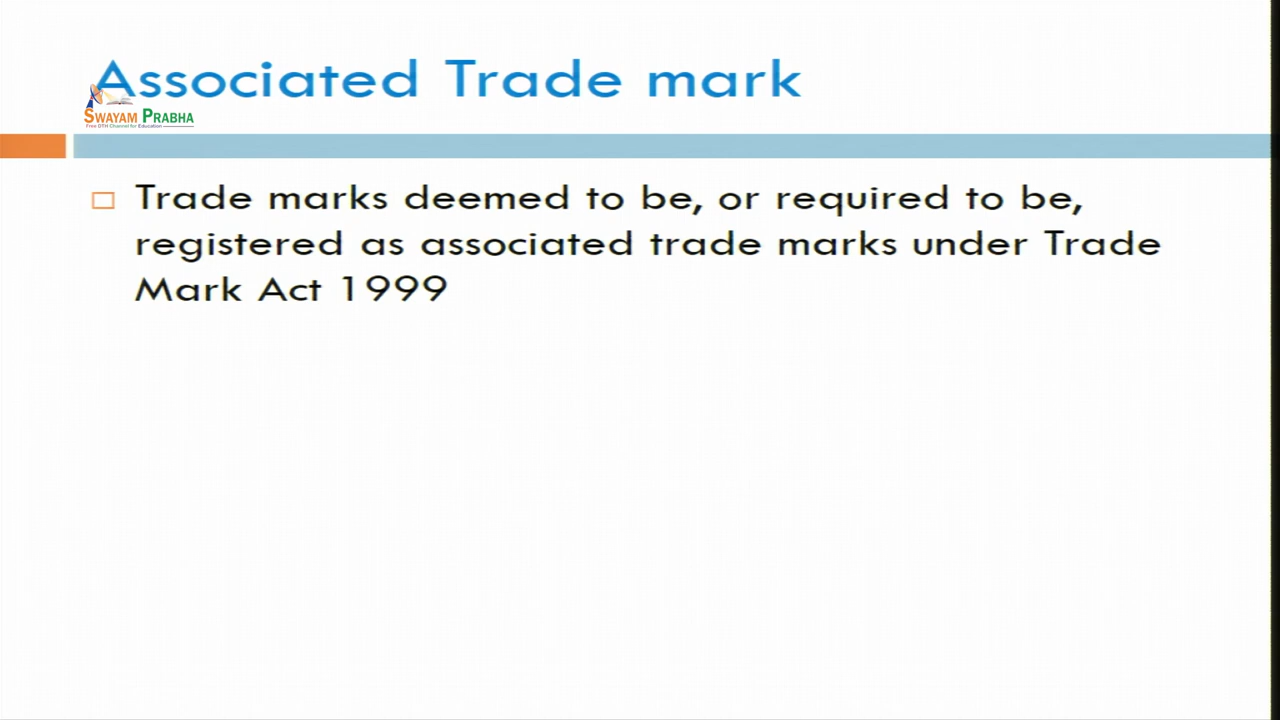 Associated Trade mark
SWAYAM PRABHA
Free DTH Channel for Education
Trade marks deemed to be, or required to be,
registered as associated trade marks under Trade
Mark Act 1999